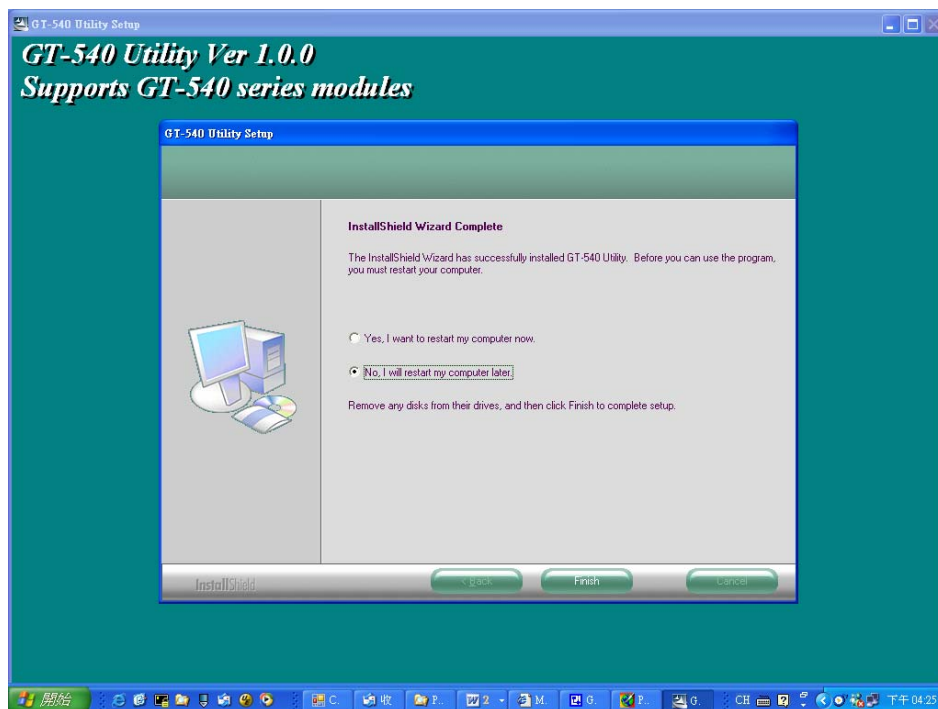 GT-540 Utility Setup
GT-540 Utility Ver 1.0.0
Supports GT-540 series modules
GT-540 Utility Setup
InstallShield Wizard Complete
The InstallShield Wizard has successfully installed GT-540 Utility. Before you can use the program,
you must restart your computer.
Yes, I want to restart my computer now.
No, I will restart my computer later.
Remove any disks from their drives, and then click Finish to complete setup.
InstallShield
< Back
Finish
Cancel
開始
C.
收
P..
2
M.
G.
P..
G.
CH
下午 04:25